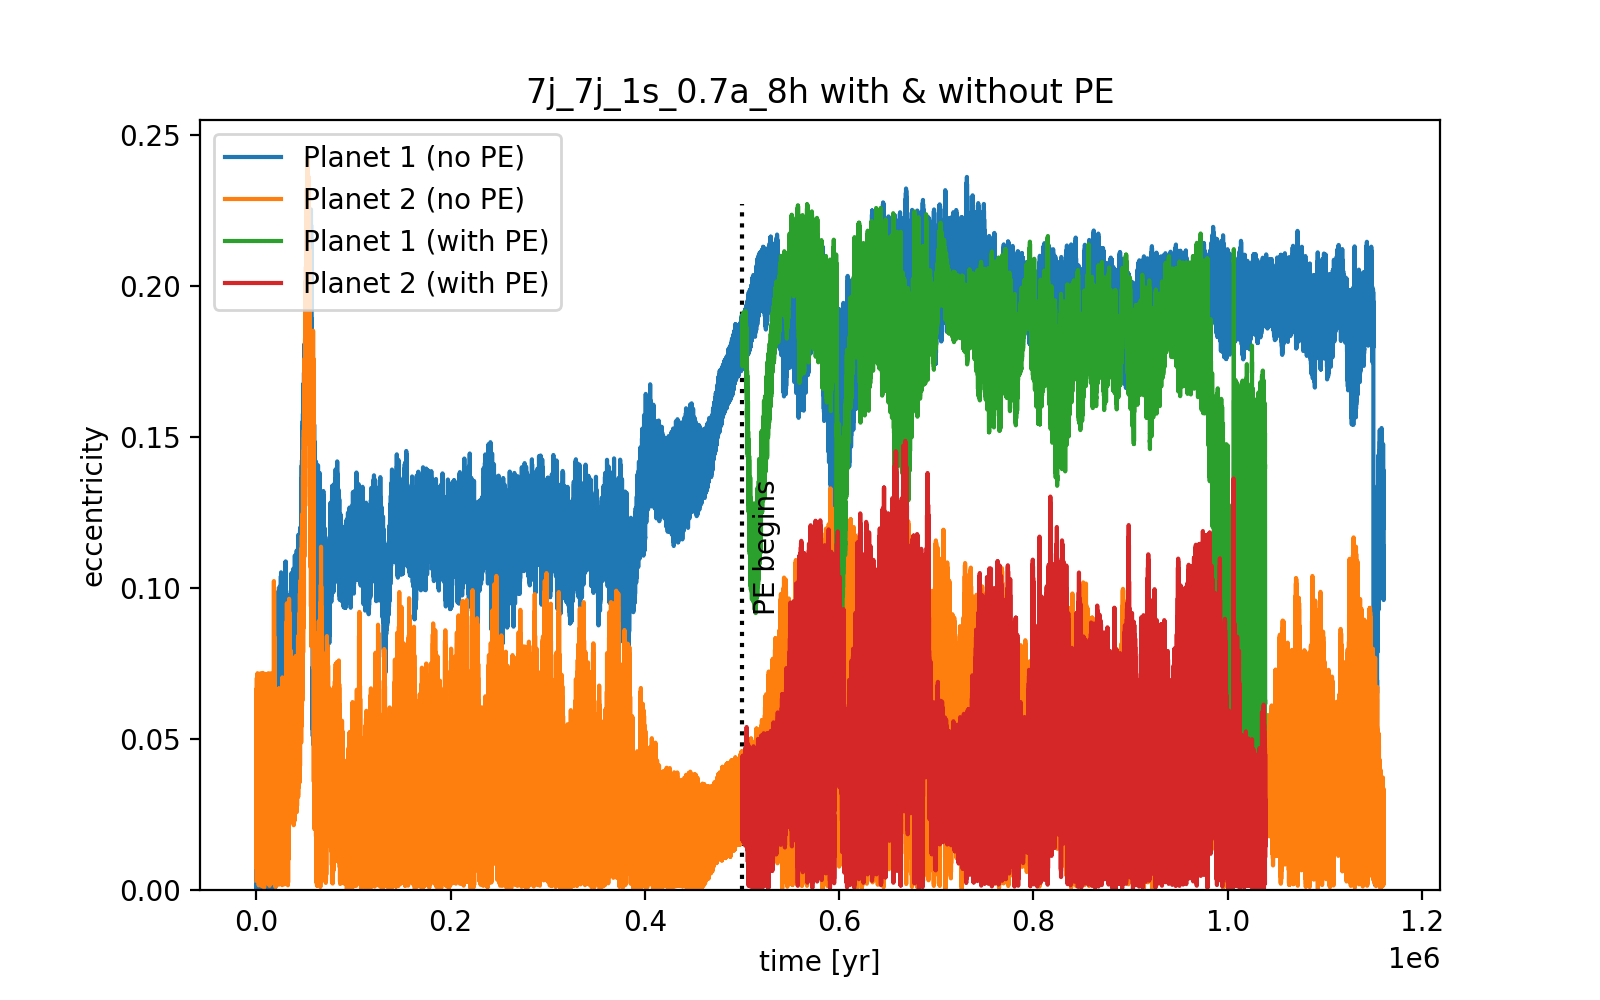 7j_7j_1s_0.7a_8h with & without PE
Planet 1 (no PE)
Planet 2 (no PE)
Planet 1 (with PE)
Planet 2 (with PE)
0.25
0.20
0.15
0.10
0.05
0.00
eccentricity
PE begins
0.0 0.2 0.4 0.6 0.8 1.0 1.2
time [yr]
1e6